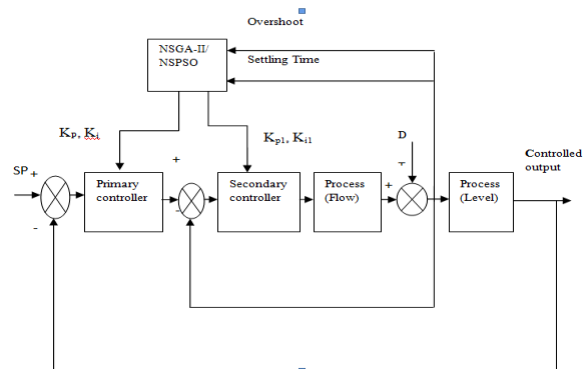 Overshoot
NSGA-II/
NSPSO
Settling Time
KP, Ki
Kp1, Ki1
D
SP
+
-
Primary
controller
+
-
Secondary
controller
Process
(Flow)
+
Process
(Level)
Controlled
output